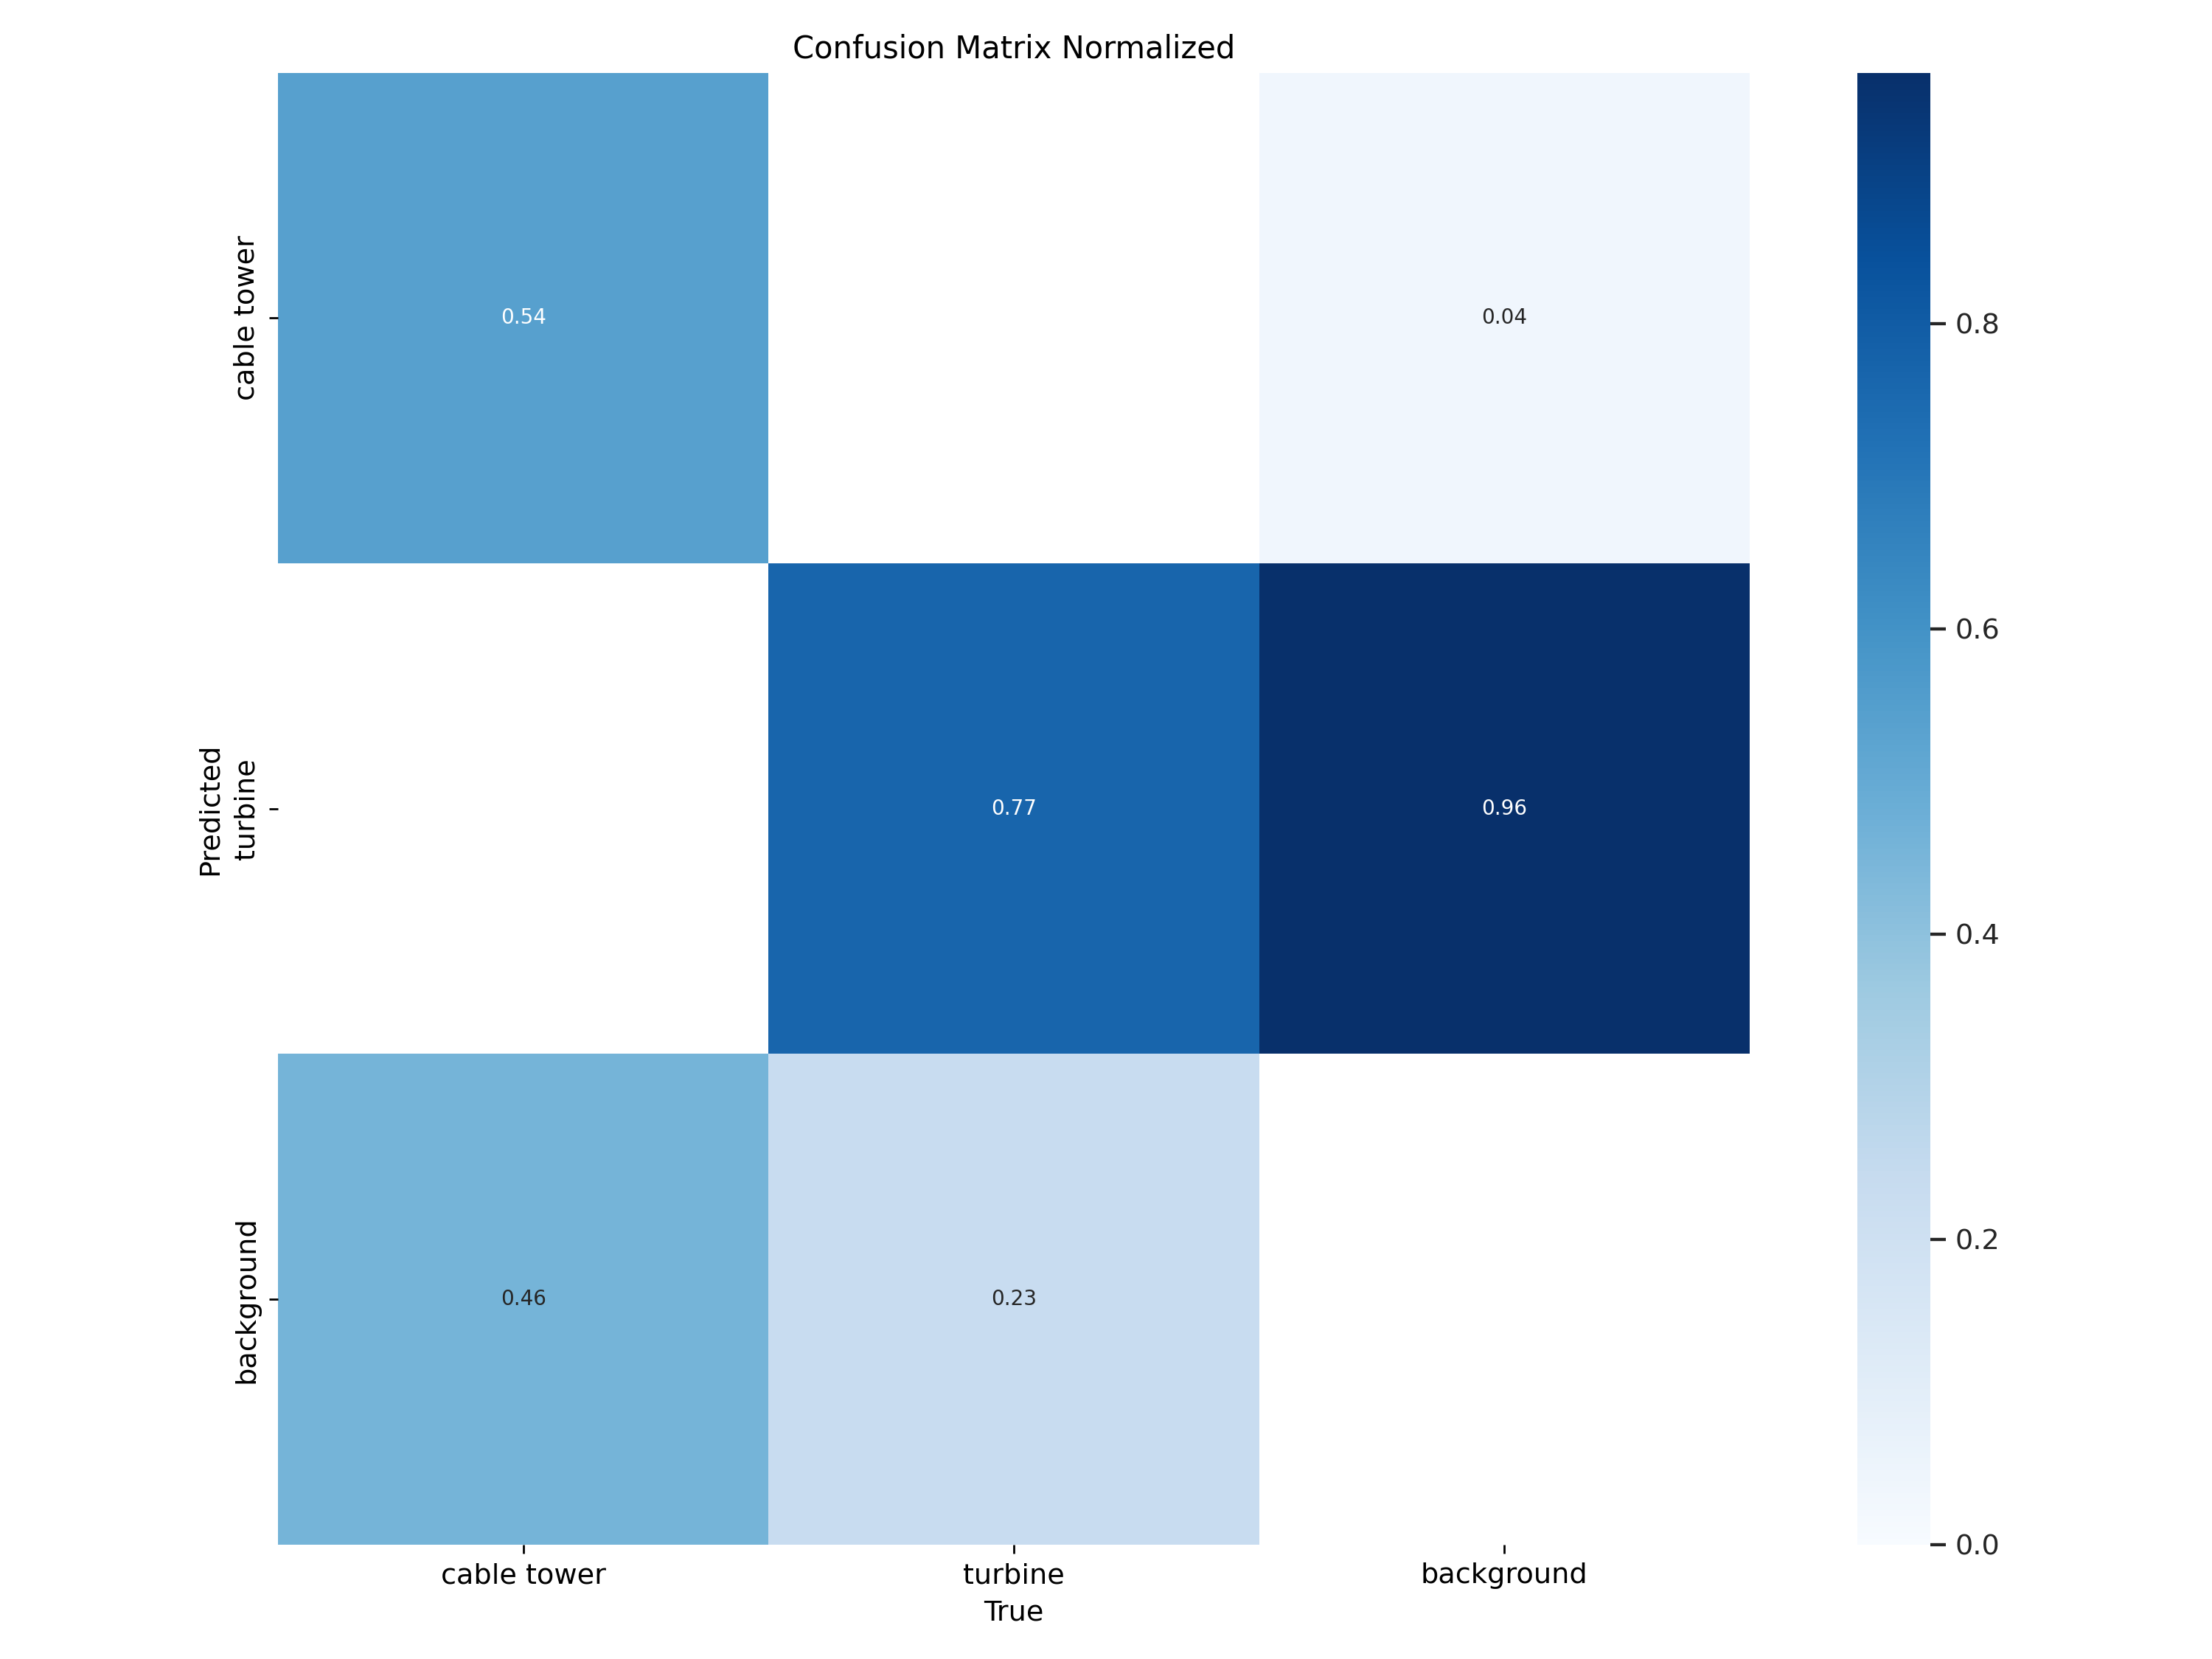 Confusion Matrix Normalized
cable tower
0.54
0.04
0.8
0.6
Predicted
turbine
0.77
0.96
0.4
background
0.46
0.23
0.2
0.0
cable tower
turbine
background
True